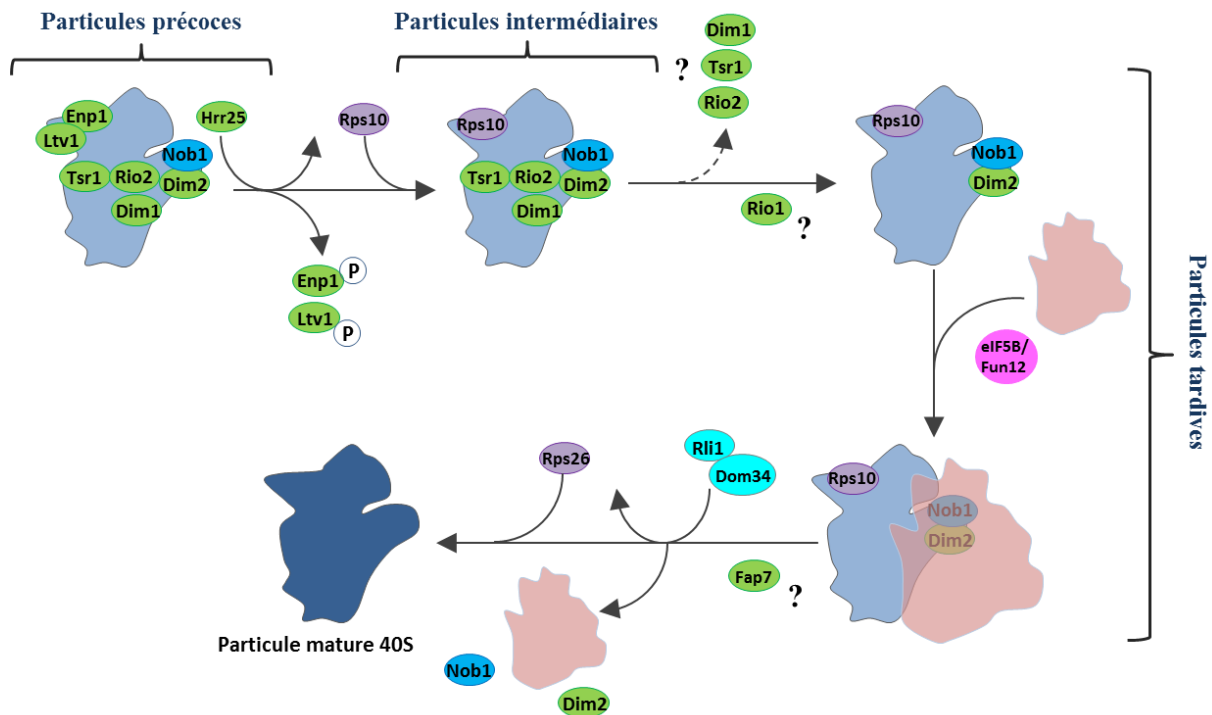 Particules précoces
Particules intermédiaires
Dim1
Tsr1
?
Rio2
Enp1
Ltv1
Hrr25
Nob1
Tsr1
Rio2
Dim2
Dim1
Rps10
Enp1
P
Ltv1
P
Rps10
Nob1
Tsr1
Rio2
Dim2
Dim1
Rio1
?
Rps10
Nob1
Dim2
Particules tardives
eIF5B/
Fun12
Rps10
Nob1
Dim2
Rli1
Dom34
Fap7
?
Rps26
Particule mature 40S
Nob1
Dim2